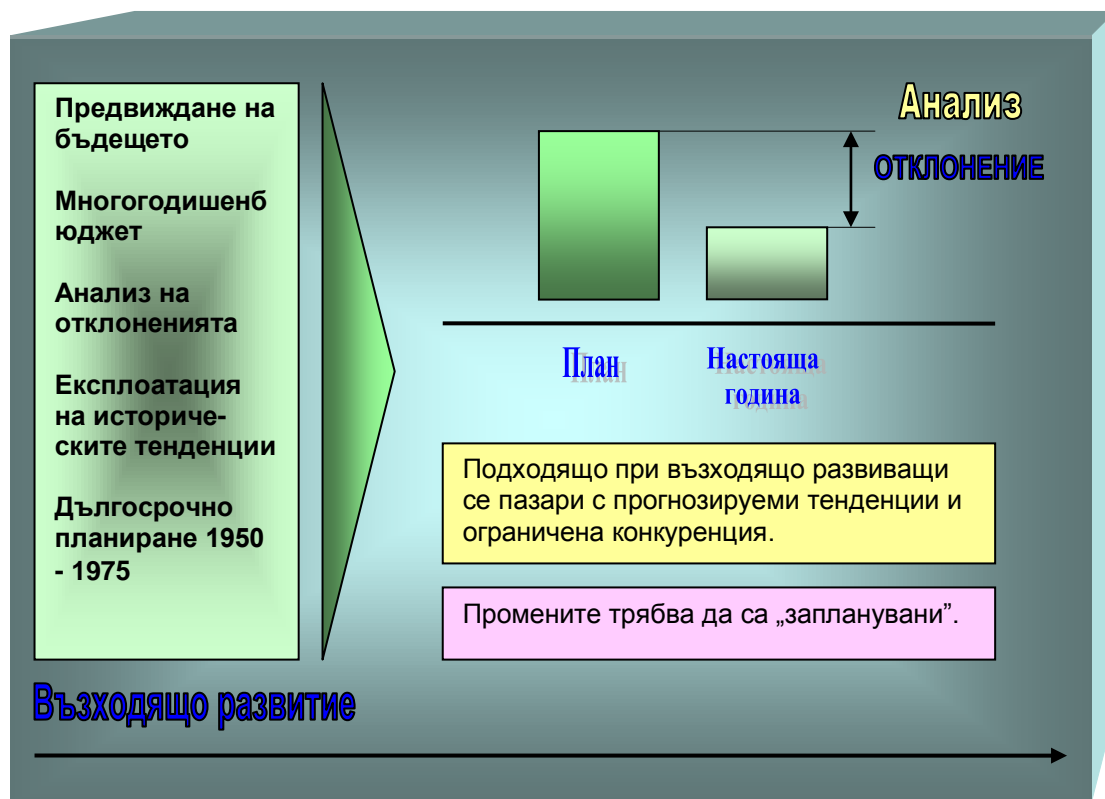 Предвиждане на
бъдещето
Многогодишенб
юджет
Анализ на
отклоненията
Експлоатация
на историче-
ските тенденции
Дългосрочно
планиране 1950
- 1975
Анализ
ОТКЛОНЕНИЕ
План
Настояща
година
Подходящо при възходящо развиващи
се пазари с прогнозируеми тенденции и
ограничена конкуренция.
Промените трябва да са „запланувани”.
Възходящо развитие